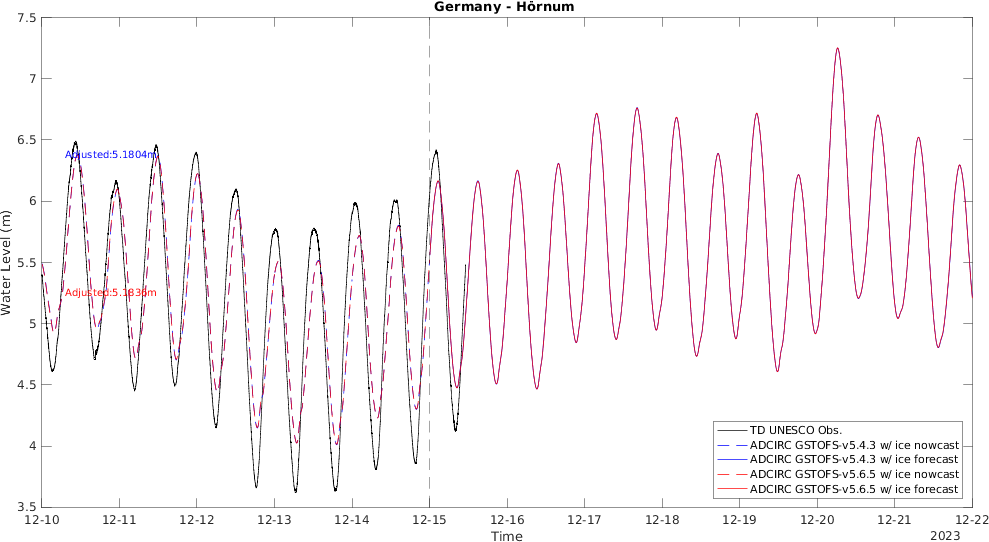 Germany - Hörnum
Water Level (m)
7.5
7
6.5
6
5.5
5
4.5
4
3.5
Adjusted:5.1804m
Adjusted:5.1836m
TD UNESCO Obs.
ADCIRC GSTOFS-v5.4.3 w/ ice nowcast
ADCIRC GSTOFS-v5.4.3 w/ ice forecast
ADCIRC GSTOFS-v5.6.5 w/ ice nowcast
ADCIRC GSTOFS-v5.6.5 w/ ice forecast
12-10 12-11 12-12 12-13 12-14 12-15 12-16 12-17 12-18 12-19 12-20 12-21 12-22
Time
2023